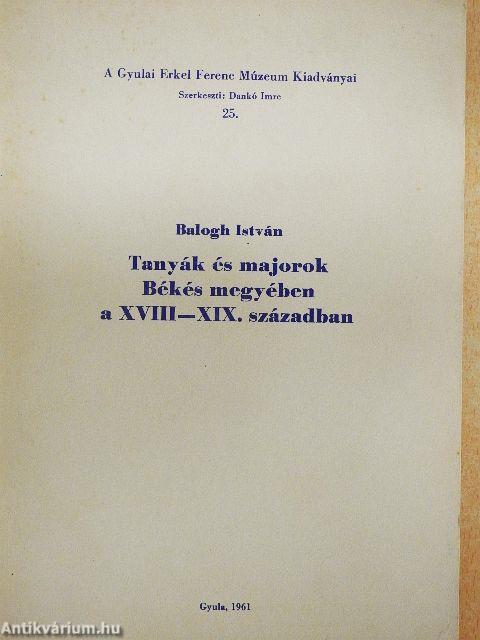 A Gyulai Erkel Ferenc Múzeum Kiadványai
Szerkeszti: Dankó Imre
25.
Balogh István
Tanyák és majorok
Békés megyében
a XVIII—XIX. században
Gyula, 1961
Antikvárium.hu